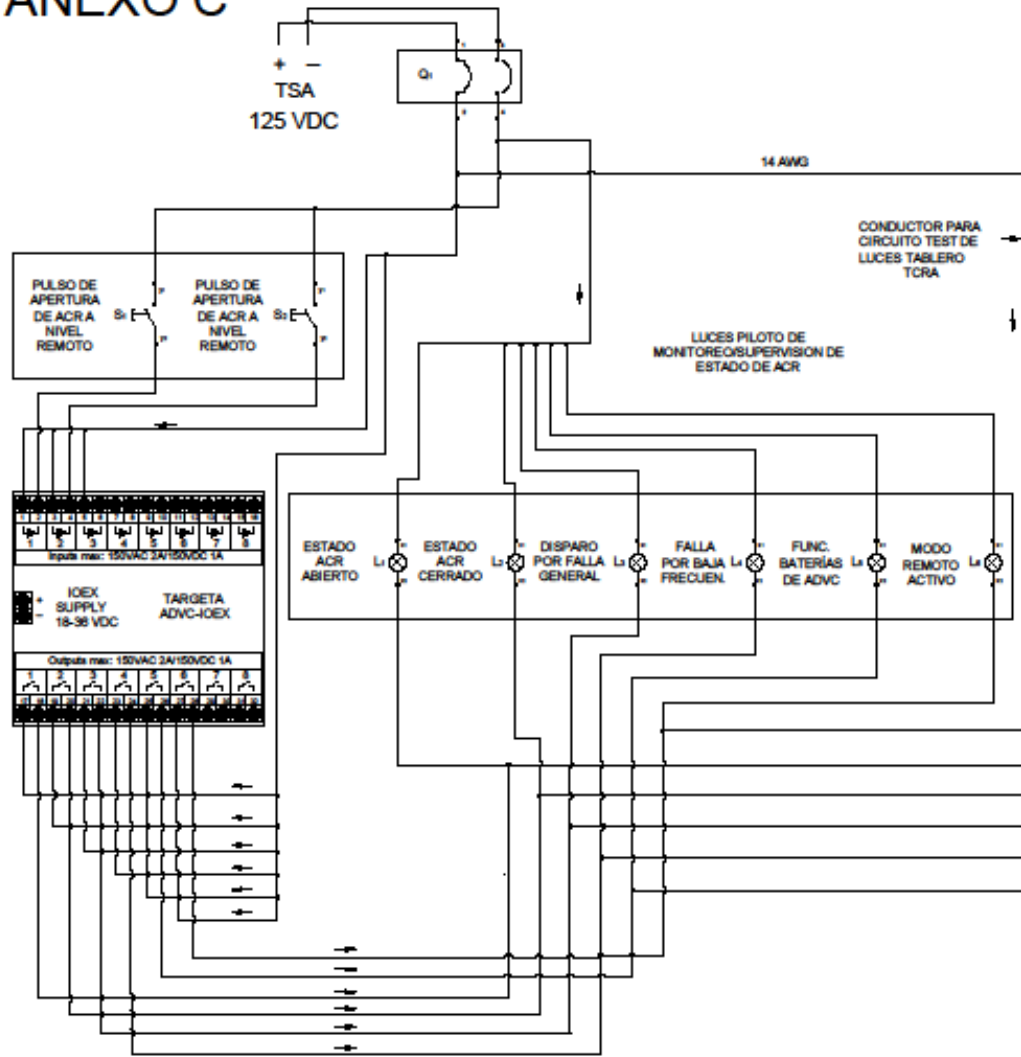 ANEXO C
+ −
TSA
125 VDC
Q1
14 AWG
CONDUCTOR PARA
CIRCUITO TEST DE
LUCES TABLERO
TCRA
PULSO DE
APERTURA
DE ACR A
NIVEL
REMOTO
S1
PULSO DE
APERTURA
DE ACR A
NIVEL
REMOTO
S2
LUCES PILOTO DE
MONITOREO/SUPERVISION DE
ESTADO DE ACR
1 2 3 4 5 6 7 8
Inputs max: 150VAC 2A/150VDC 1A
+
−
IOEX
SUPPLY
18-36 VDC
TARGETA
ADVC-IOEX
Outputs max: 150VAC 2A/150VDC 1A
1 2 3 4 5 6 7 8
ESTADO
ACR
ABIERTO
L1
ESTADO
ACR
CERRADO
L2
DISPARO
POR FALLA
GENERAL
L3
FALLA
POR BAJA
FRECUEN.
L4
FUNC.
BATERÍAS
DE ADVC
L5
MODO
REMOTO
ACTIVO
L6